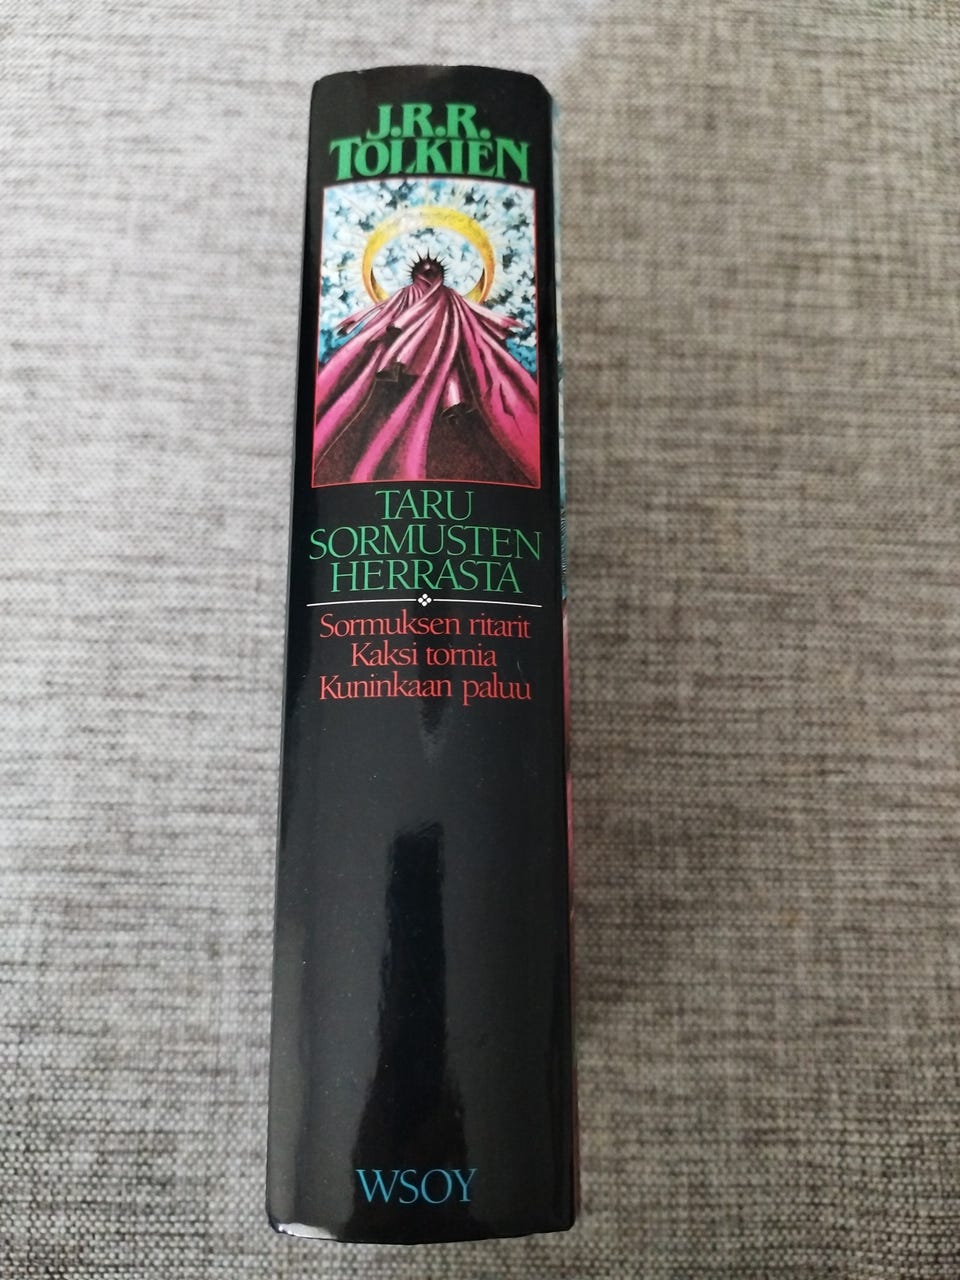 J.R.R.
TOLKIEN
TARU
SORMUSTEN
HERRASTA
Sormuksen ritarit
Kaksi tornia
Kuninkaan paluu
WSOY